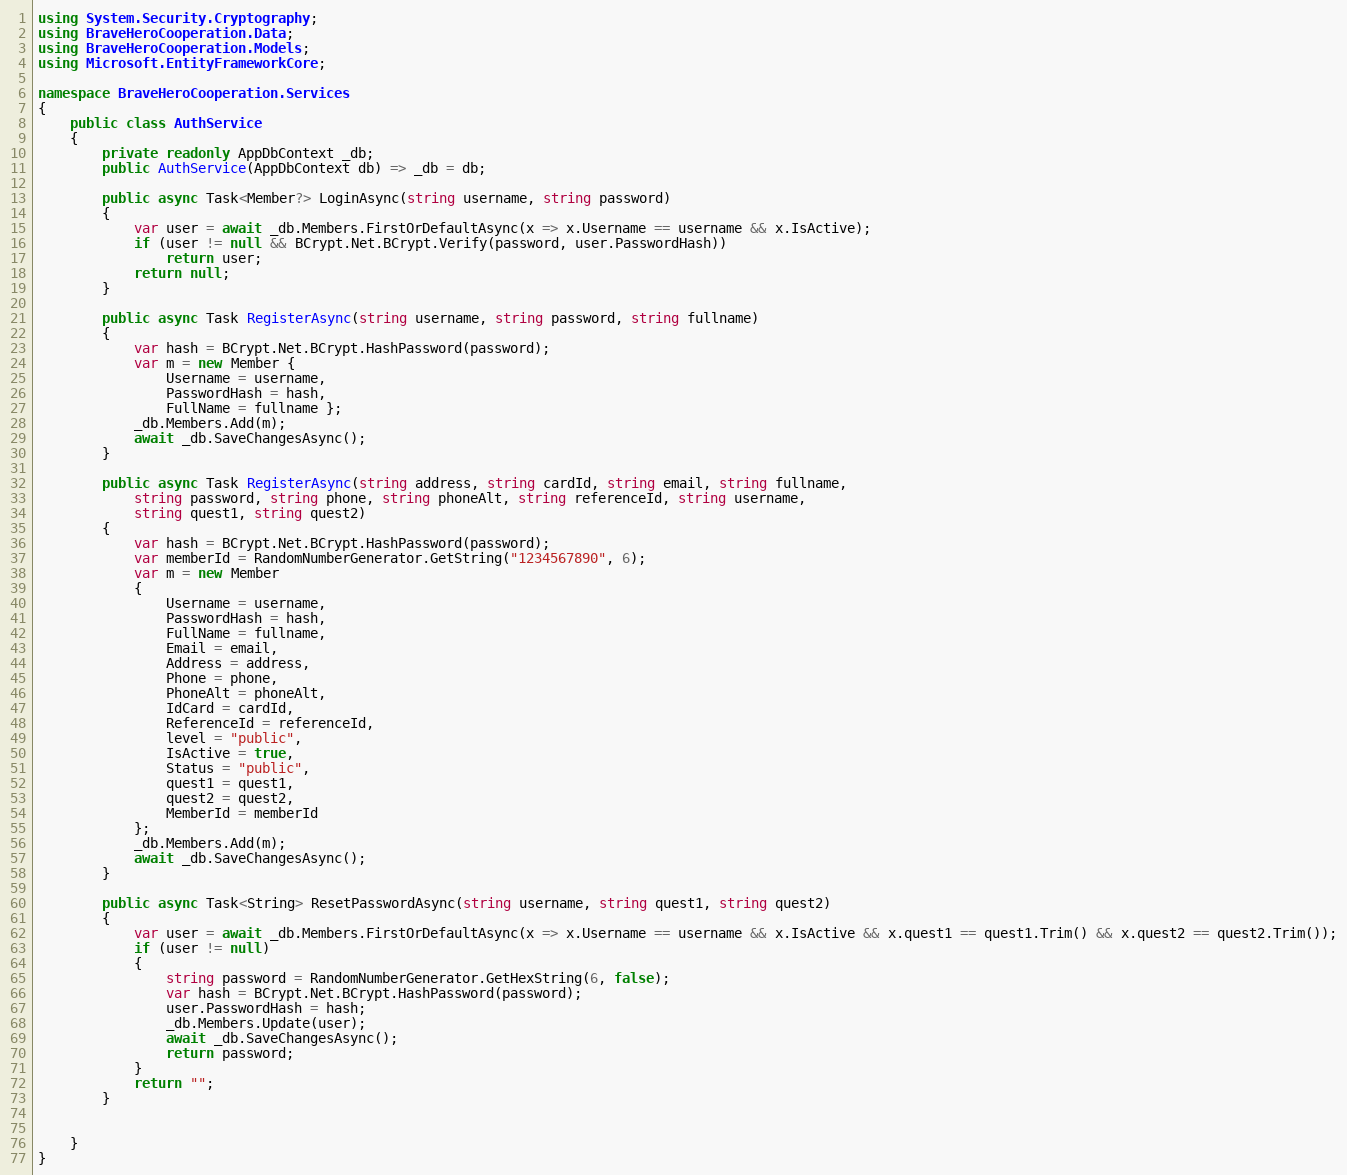 1 using System.Security.Cryptography;
2 using BraveHeroCooperation.Data;
3 using BraveHeroCooperation.Models;
4 using Microsoft.EntityFrameworkCore;
5
6 namespace BraveHeroCooperation.Services
7 {
8     public class AuthService
9     {
10         private readonly AppDbContext _db;
11         public AuthService(AppDbContext db) => _db = db;
12
13         public async Task<Member?> LoginAsync(string username, string password)
14         {
15             var user = await _db.Members.FirstOrDefaultAsync(x => x.Username == username && x.IsActive);
16             if (user != null && BCrypt.Net.BCrypt.Verify(password, user.PasswordHash))
17                 return user;
18             return null;
19         }
20
21         public async Task RegisterAsync(string username, string password, string fullname)
22         {
23             var hash = BCrypt.Net.BCrypt.HashPassword(password);
24             var m = new Member {
25                 Username = username,
26                 PasswordHash = hash,
27                 FullName = fullname };
28             _db.Members.Add(m);
29             await _db.SaveChangesAsync();
30         }
31
32         public async Task RegisterAsync(string address, string cardId, string email, string fullname,
33             string password, string phone, string phoneAlt, string referenceId, string username,
34             string quest1, string quest2)
35         {
36             var hash = BCrypt.Net.BCrypt.HashPassword(password);
37             var memberId = RandomNumberGenerator.GetString("1234567890", 6);
38             var m = new Member
39             {
40                 Username = username,
41                 PasswordHash = hash,
42                 FullName = fullname,
43                 Email = email,
44                 Address = address,
45                 Phone = phone,
46                 PhoneAlt = phoneAlt,
47                 IdCard = cardId,
48                 ReferenceId = referenceId,
49                 level = "public",
50                 IsActive = true,
51                 Status = "public",
52                 quest1 = quest1,
53                 quest2 = quest2,
54                 MemberId = memberId
55             };
56             _db.Members.Add(m);
57             await _db.SaveChangesAsync();
58         }
59
60         public async Task<String> ResetPasswordAsync(string username, string quest1, string quest2)
61         {
62             var user = await _db.Members.FirstOrDefaultAsync(x => x.Username == username && x.IsActive && x.quest1 == quest1.Trim() && x.quest2 == quest2.Trim());
63             if (user != null)
64             {
65                 string password = RandomNumberGenerator.GetHexString(6, false);
66                 var hash = BCrypt.Net.BCrypt.HashPassword(password);
67                 user.PasswordHash = hash;
68                 _db.Members.Update(user);
69                 await _db.SaveChangesAsync();
70                 return password;
71             }
72             return "";
73         }
74
75
76     }
77 }